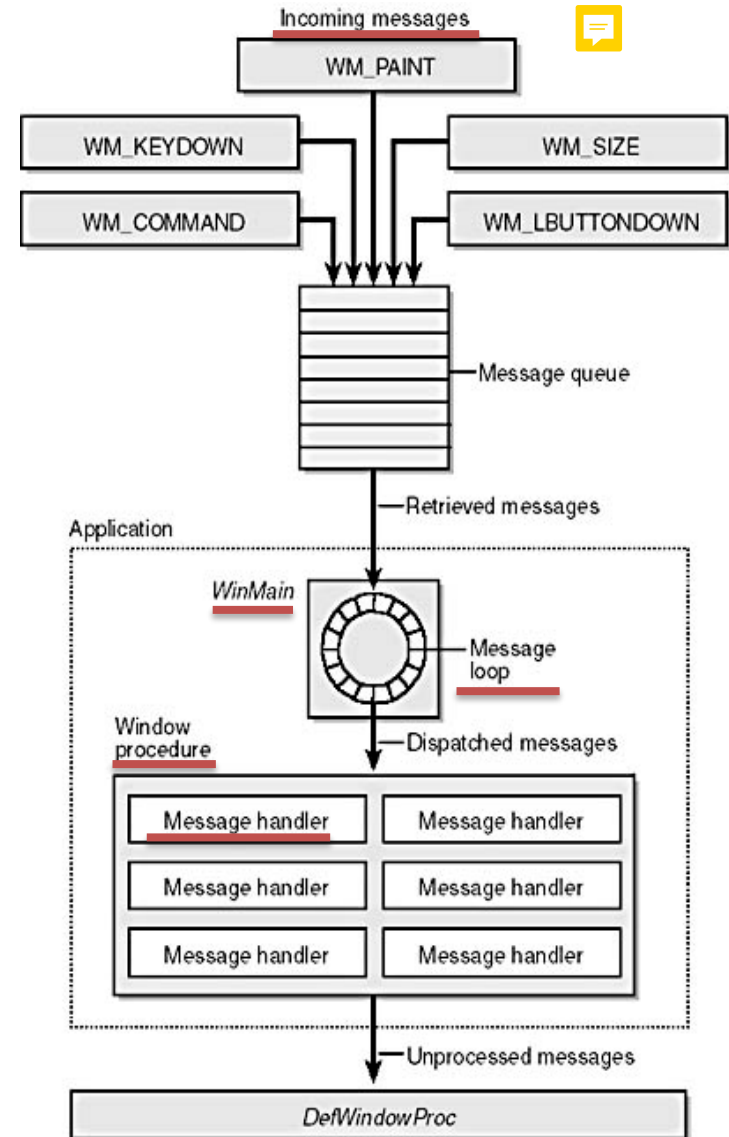 Incoming messages
WM_PAINT
WM_KEYDOWN
WM_SIZE
WM_COMMAND
WM_LBUTTONDOWN
Message queue
Retrieved messages
Application
WinMain
Message
loop
Window
procedure
Dispatched messages
Message handler
Message handler
Message handler
Message handler
Message handler
Message handler
Unprocessed messages
DefWindowProc